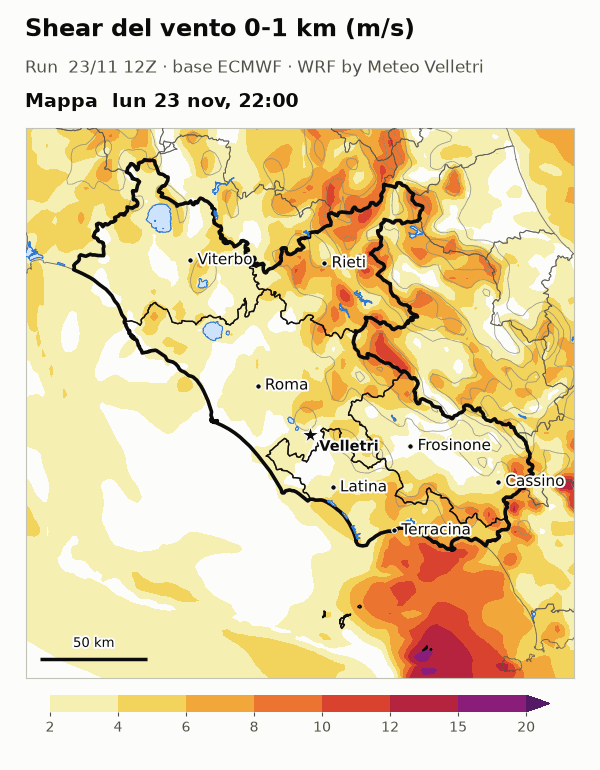 Shear del vento 0-1 km (m/s)
Run  23/11 12Z · base ECMWF · WRF by Meteo Velletri
Mappa  lun 23 nov, 22:00
Viterbo
Rieti
Roma
Velletri
Frosinone
Latina
Cassino
Terracina
50 km
2 4 6 8 10 12 15 20